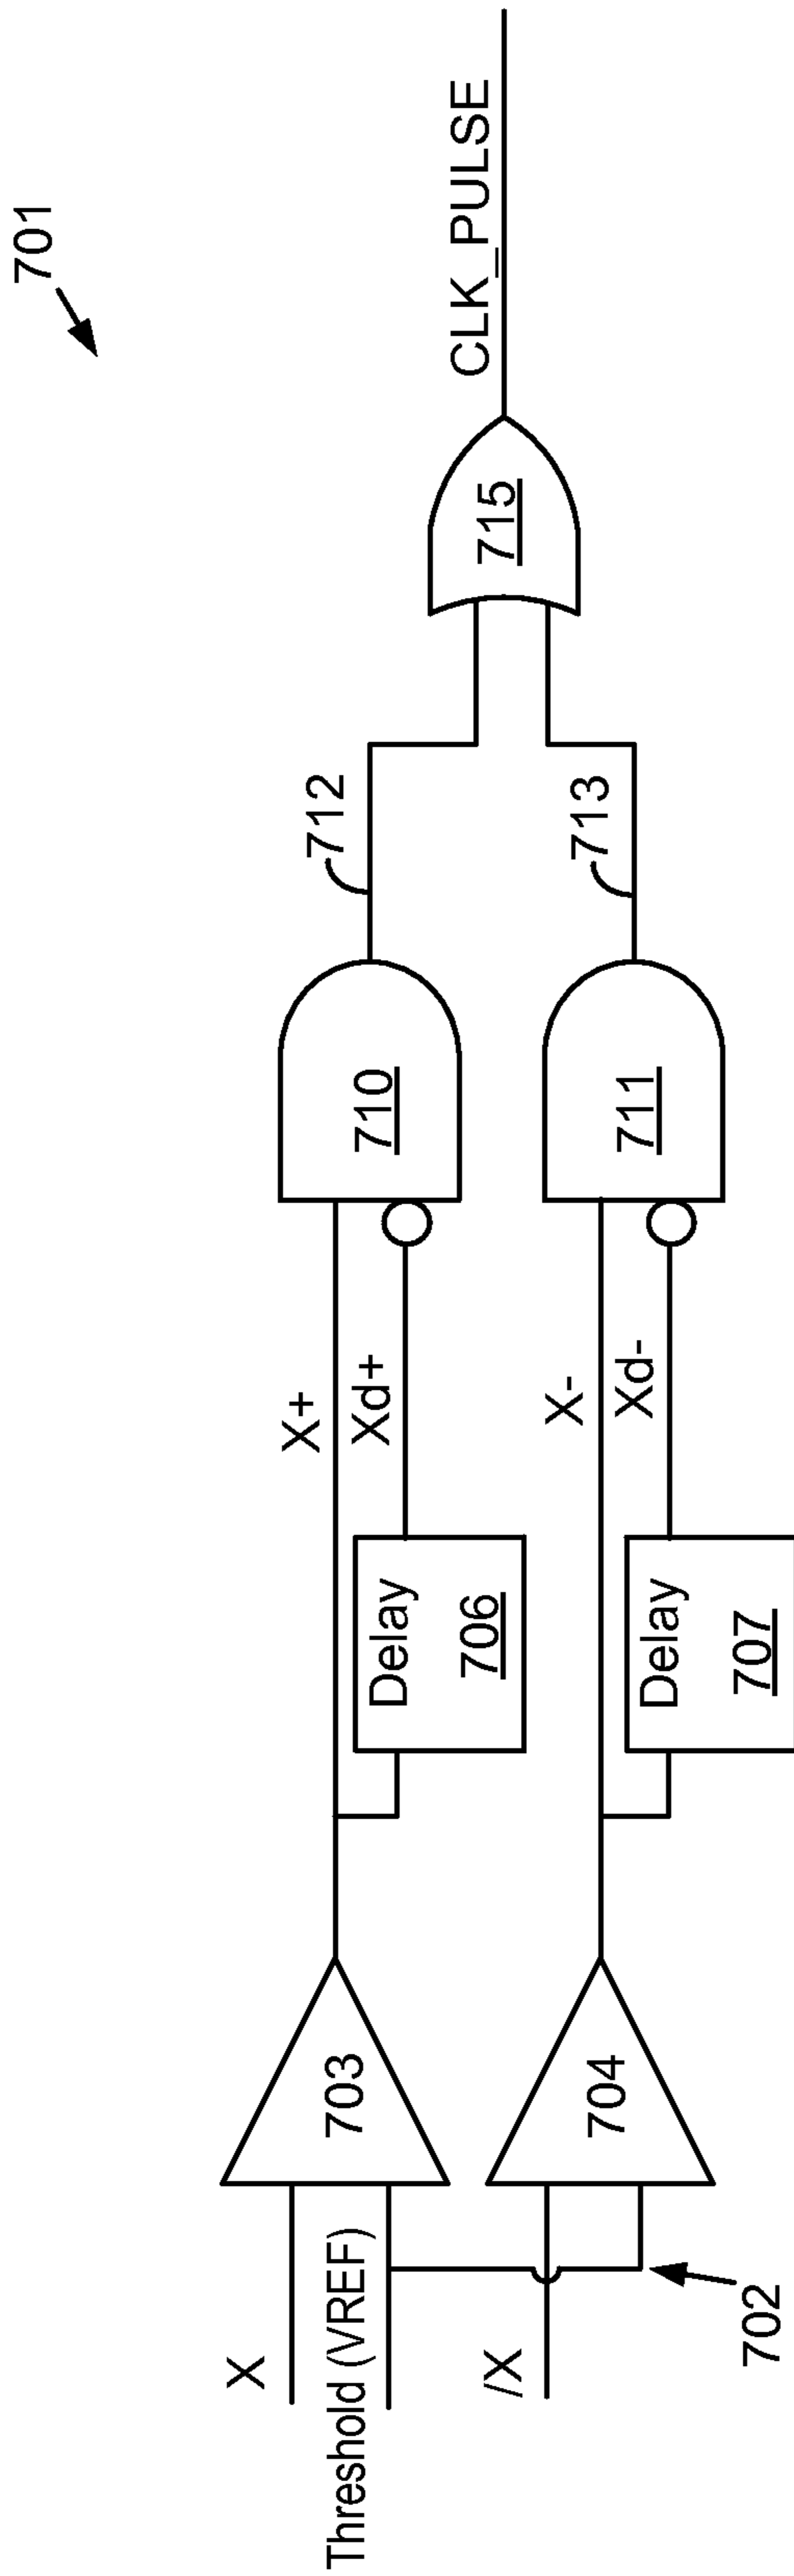 701
X
Threshold (VREF)
/X
702
703
704
Delay
706
Delay
707
X+
Xd+
X-
Xd-
710
711
712
713
715
CLK_PULSE